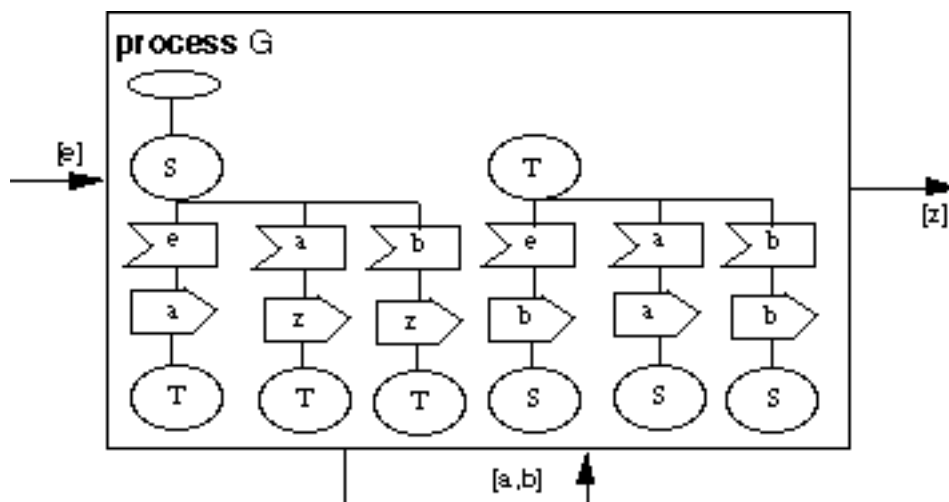 process G
[e]
S
T
[z]
e a b e a b
a z z b a b
T T T S S S
[a,b]